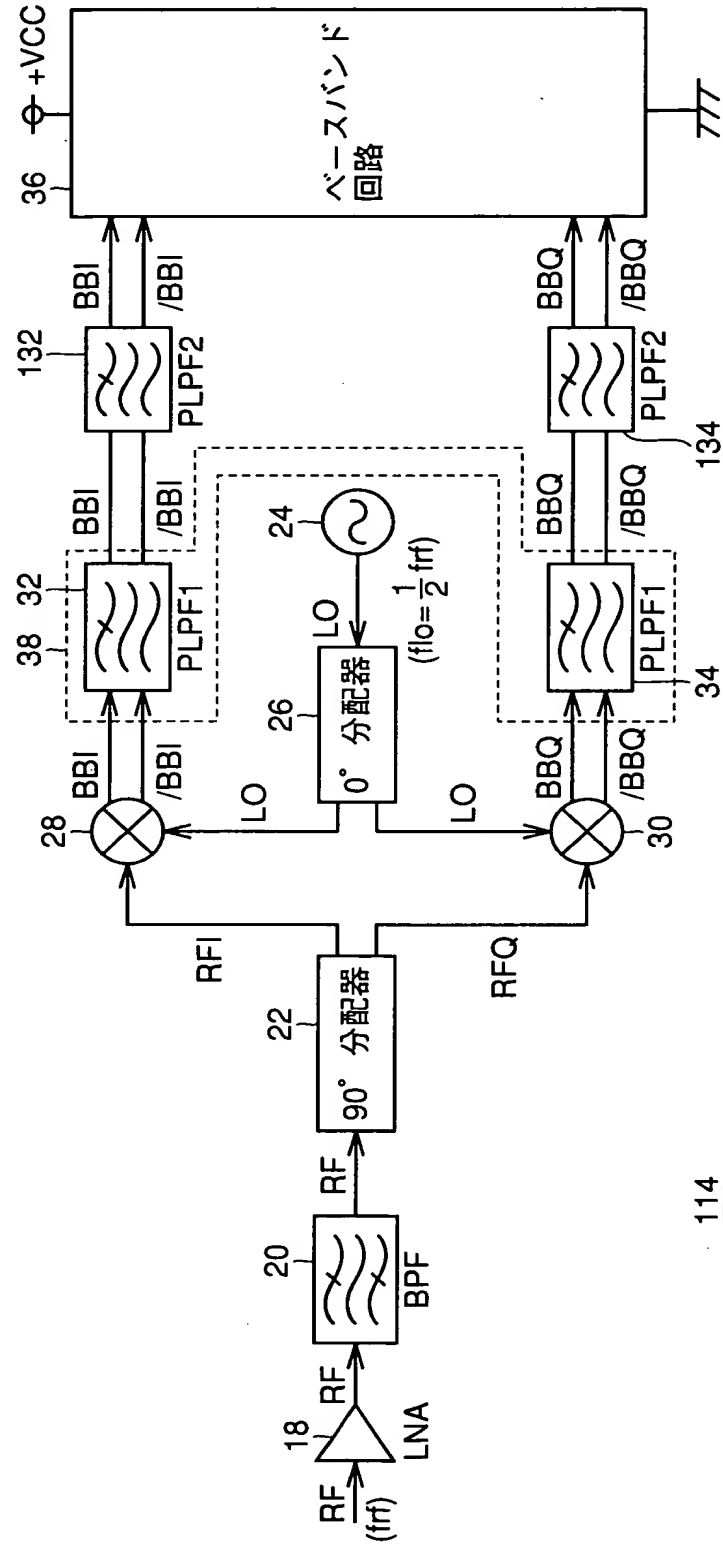 RF
(frf)
18
LNA
RF
20
BPF
RF
22
90° 分配器
RFI
RFQ
28
LO
LO
30
26
0° 分配器
LO
24
(flo=1/2 frf)
BBI
/BBI
38
32
PLPF1
BBI
/BBI
132
PLPF2
BBI
/BBI
BBQ
/BBQ
34
PLPF1
BBQ
/BBQ
134
PLPF2
BBQ
/BBQ
36
+VCC
ベースバンド
回路
114